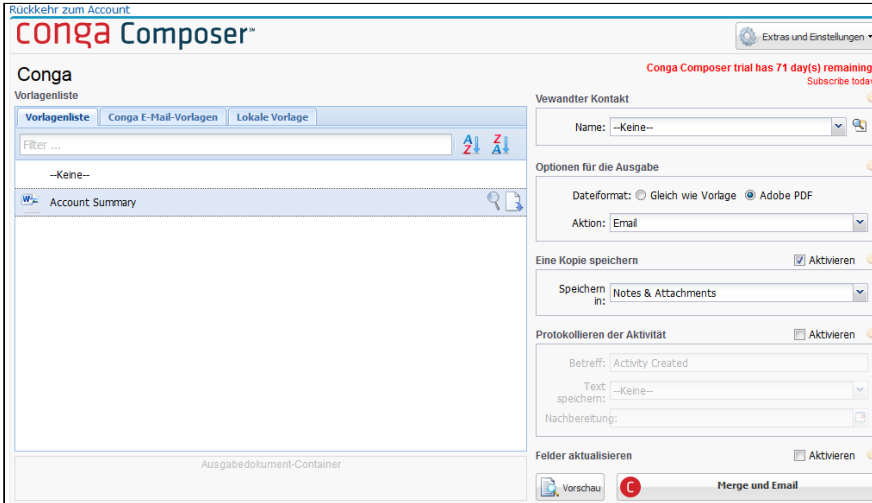 Rückkehr zum Account
conga Composer℠
Extras und Einstellungen
Conga
Conga Composer trial has 71 day(s) remaining
Subscribe today
Vorlagenliste
Vorlagenliste
Conga E-Mail-Vorlagen
Lokale Vorlage
Filter ...
--Keine--
Account Summary
Ausgabedokument-Container
Vewandter Kontakt
Name: --Keine--
Optionen für die Ausgabe
Dateiformat: Gleich wie Vorlage Adobe PDF
Aktion: Email
Eine Kopie speichern Aktivieren
Speichern
in: Notes & Attachments
Protokollieren der Aktivität Aktivieren
Betreff: Activity Created
Text
speichern: --Keine--
Nachbereitung:
Felder aktualisieren Aktivieren
Vorschau
Merge und Email